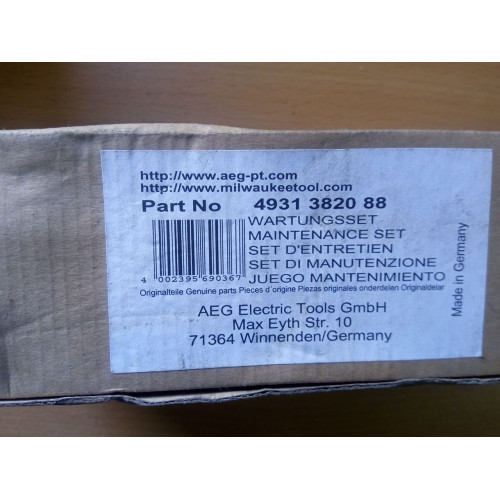 http://www.aeg-pt.com
http://www.milwaukeetool.com
Part No 4931 3820 88
WARTUNGSSET
MAINTENANCE SET
SET D'ENTRETIEN
SET DI MANUTENZIONE
JUEGO MANTENIMIENTO
4 002395 690367
Originalteile Genuine parts Pieces d´origine Piezas originales onderdelen Originaldelar
AEG Electric Tools GmbH
Max Eyth Str. 10
71364 Winnenden/Germany
Made in Germany